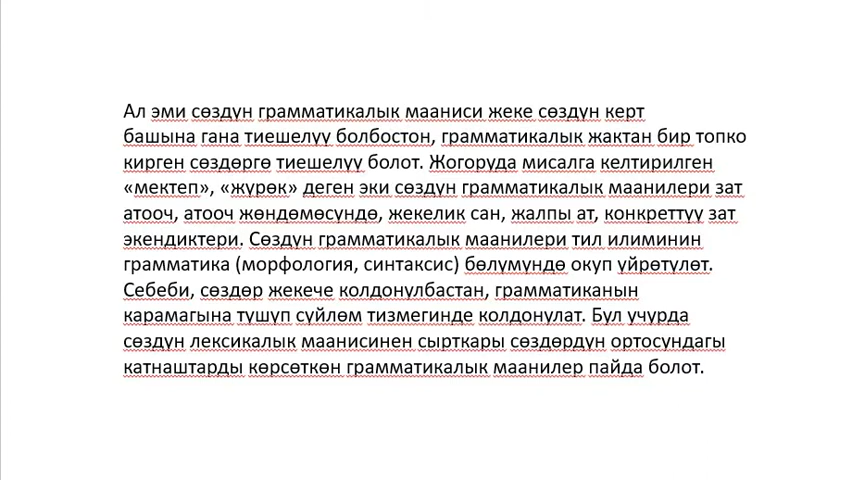 Ал эми сөздүн грамматикалык мааниси жеке сөздүн керт
башына гана тиешелүү болбостон, грамматикалык жактан бир топко
кирген сөздөргө тиешелүү болот. Жогоруда мисалга келтирилген
«мектеп», «жүрөк» деген эки сөздүн грамматикалык маанилери зат
атооч, атооч жөндөмөсүндө, жекелик сан, жалпы ат, конкреттүү зат
экендиктери. Сөздүн грамматикалык маанилери тил илиминин
грамматика (морфология, синтаксис) бөлүмүндө окуп үйрөтүлөт.
Себеби, сөздөр жекече колдонулбастан, грамматиканын
карамагына түшүп сүйлөм тизмегинде колдонулат. Бул учурда
сөздүн лексикалык маанисинен сырткары сөздөрдүн ортосундагы
катнаштарды көрсөткөн грамматикалык маанилер пайда болот.